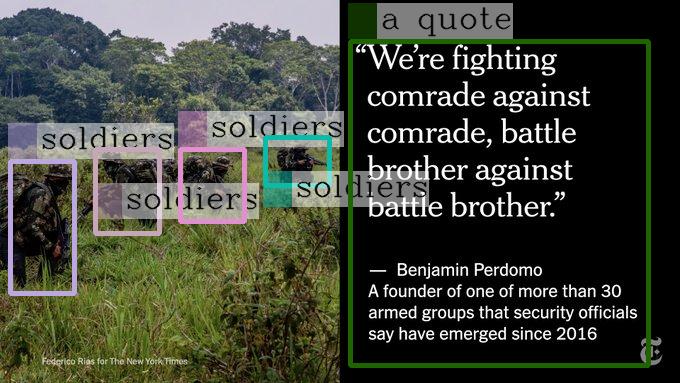 a quote
“We’re fighting
comrade against
comrade, battle
brother against
battle brother.”
soldiers
soldiers
soldiers
soldiers
— Benjamin Perdomo
A founder of one of more than 30
armed groups that security officials
say have emerged since 2016
Federico Rios for The New York Times
T